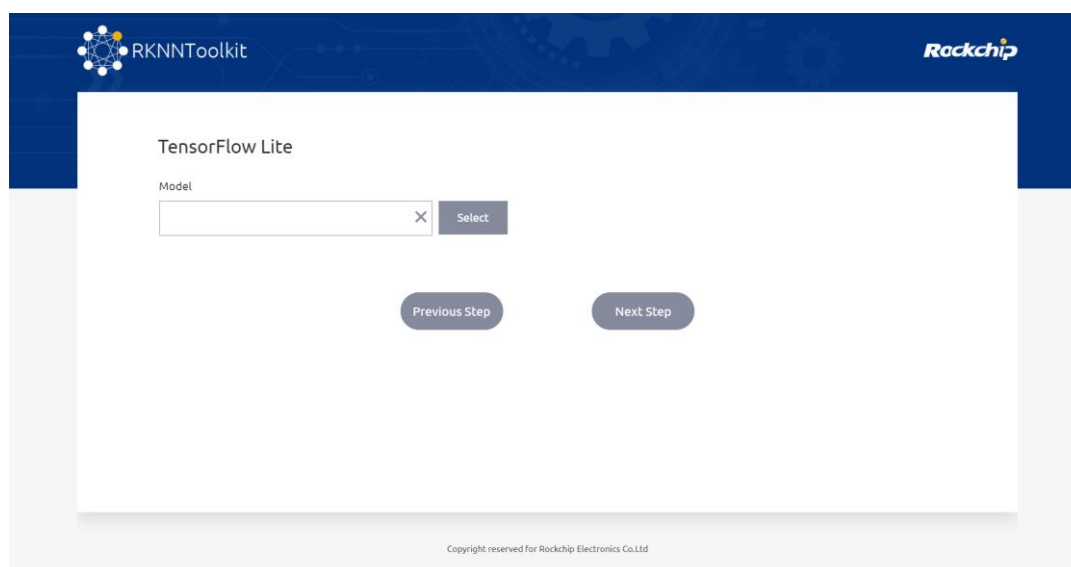 RKNNToolkit
Rockchip
TensorFlow Lite
Model
Select
Previous Step Next Step
Copyright reserved for Rockchip Electronics Co.Ltd